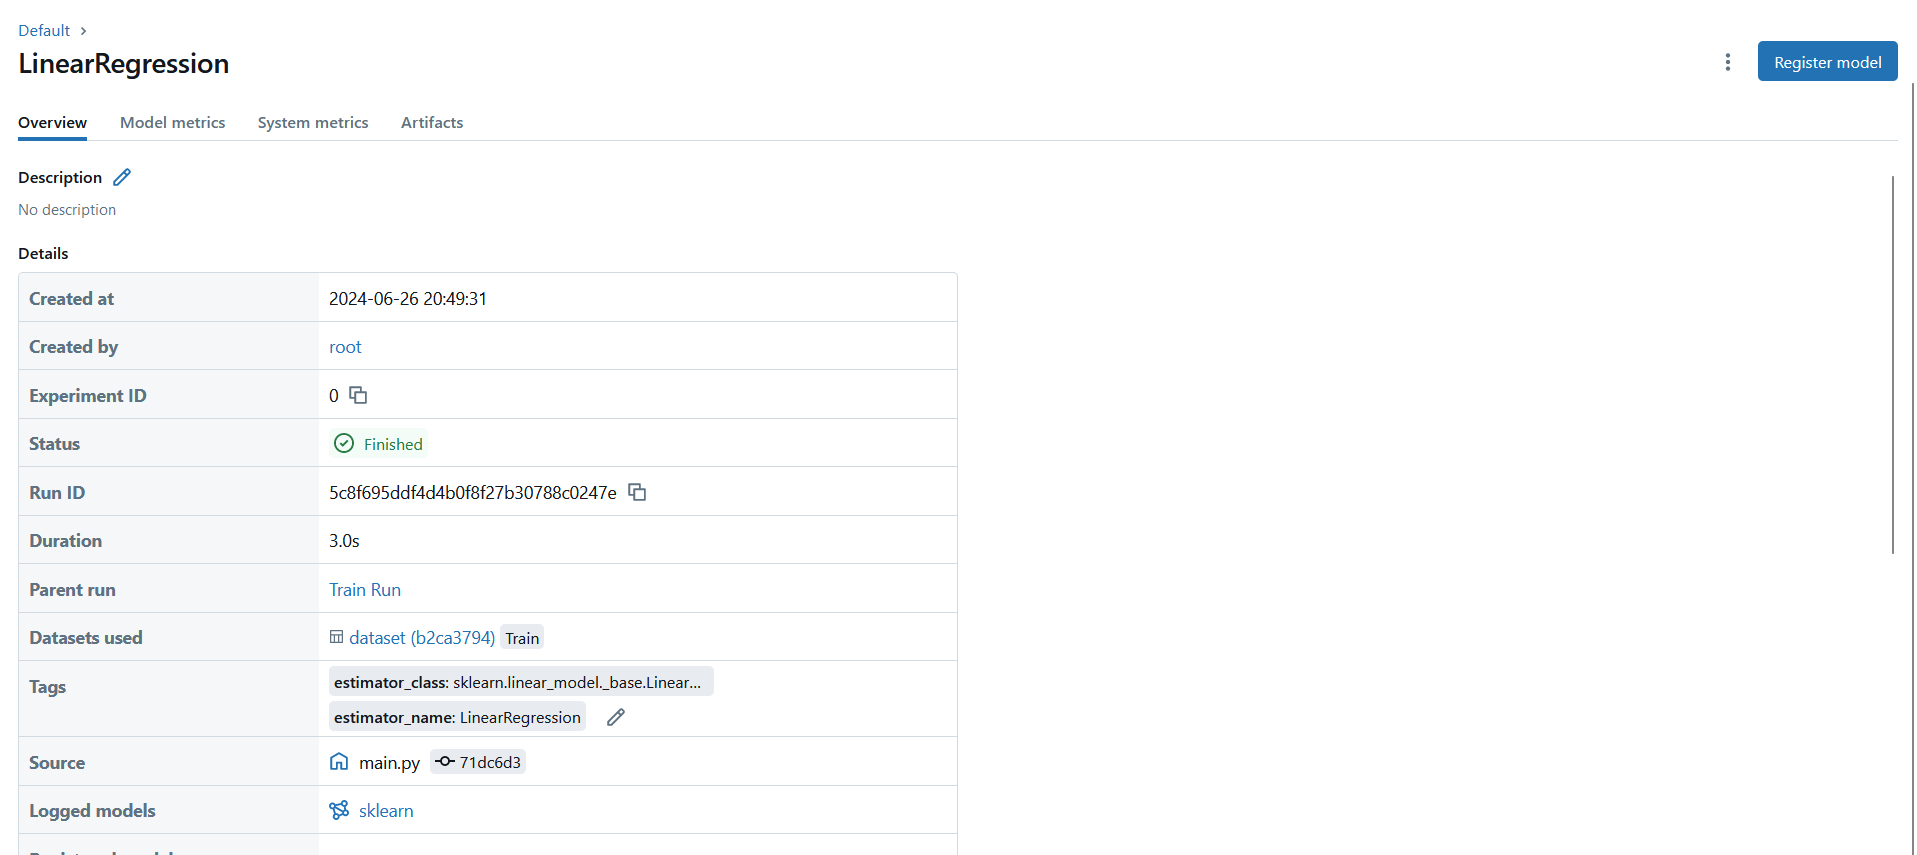 Default
LinearRegression
Register model
Overview Model metrics System metrics Artifacts
Description
No description
Details
Created at 2024-06-26 20:49:31
Created by root
Experiment ID 0
Status Finished
Run ID 5c8f695ddf4d4b0f8f27b30788c0247e
Duration 3.0s
Parent run Train Run
Datasets used dataset (b2ca3794) Train
Tags estimator_class: sklearn.linear_model._base.Linear...
estimator_name: LinearRegression
Source main.py 71dc6d3
Logged models sklearn